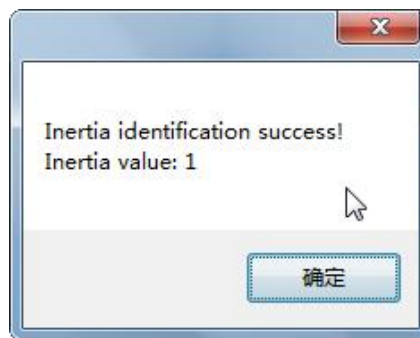 Inertia identification success!
Inertia value: 1
确定